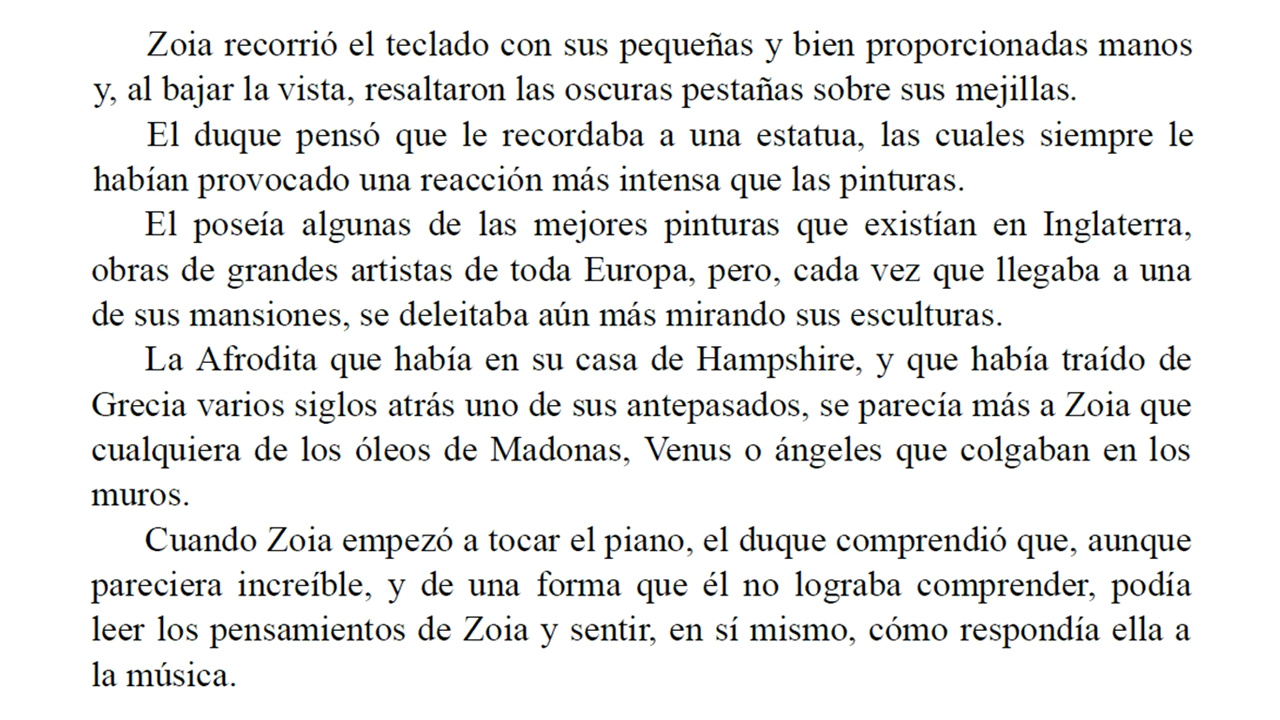 Zoia recorrió el teclado con sus pequeñas y bien proporcionadas manos
y, al bajar la vista, resaltaron las oscuras pestañas sobre sus mejillas.
El duque pensó que le recordaba a una estatua, las cuales siempre le
habían provocado una reacción más intensa que las pinturas.
El poseía algunas de las mejores pinturas que existían en Inglaterra,
obras de grandes artistas de toda Europa, pero, cada vez que llegaba a una
de sus mansiones, se deleitaba aún más mirando sus esculturas.
La Afrodita que había en su casa de Hampshire, y que había traído de
Grecia varios siglos atrás uno de sus antepasados, se parecía más a Zoia que
cualquiera de los óleos de Madonas, Venus o ángeles que colgaban en los
muros.
Cuando Zoia empezó a tocar el piano, el duque comprendió que, aunque
pareciera increíble, y de una forma que él no lograba comprender, podía
leer los pensamientos de Zoia y sentir, en sí mismo, cómo respondía ella a
la música.